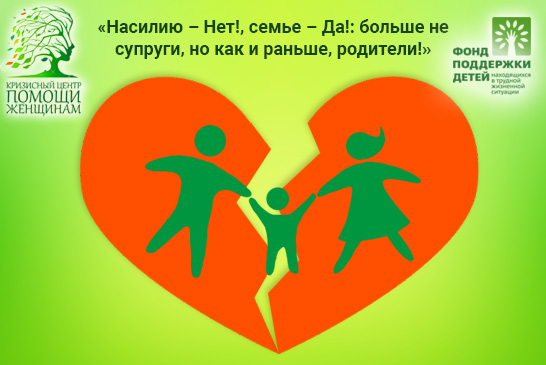 «Насилию – Нет!, семье – Да!: больше не
супруги, но как и раньше, родители!»
КРИЗИСНЫЙ ЦЕНТР
ПОМОЩИ
ЖЕНЩИНАМ
ФОНД
ПОДДЕРЖКИ
ДЕТЕЙ
НАХОДЯЩИХСЯ
В ТРУДНОЙ
ЖИЗНЕННОЙ
СИТУАЦИИ